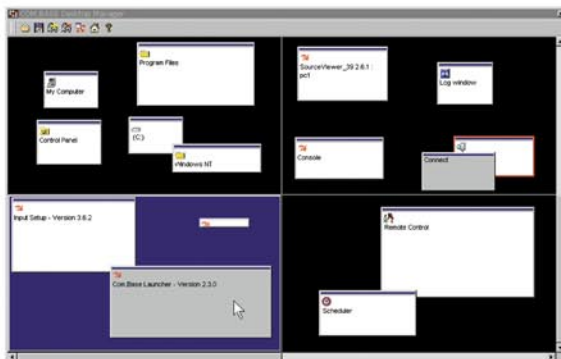 COM.BASE Desktop Manager
Program Files
My Computer
Control Panel
(C:)
Windows NT
SourceViewer_39 2.6.1 :
pc1
Log window
Console
Connect
Input Setup - Version 3.6.2
Com.Base Launcher - Version 2.3.0
Remote Control
Scheduler